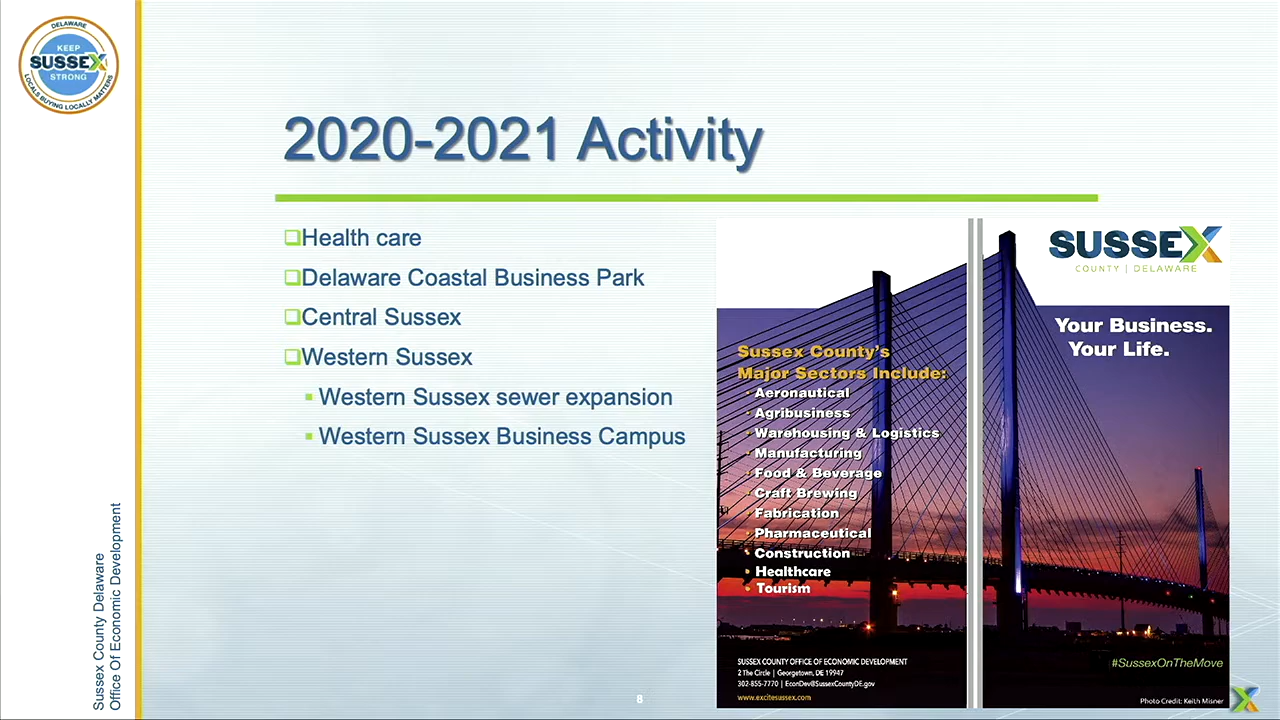 DELAWARE
KEEP
SUSSEX
STRONG
LOCALS BUYING LOCALLY MATTERS
Sussex County Delaware
Office Of Economic Development
2020-2021 Activity
Health care
Delaware Coastal Business Park
Central Sussex
Western Sussex
Western Sussex sewer expansion
Western Sussex Business Campus
Sussex County's
Major Sectors Include:
Aeronautical
Agribusiness
Warehousing & Logistics
Manufacturing
Food & Beverage
Craft Brewing
Fabrication
Pharmaceutical
Construction
Healthcare
Tourism
SUSSEX COUNTY OFFICE OF ECONOMIC DEVELOPMENT
2 The Circle | Georgetown, DE 19947
302-855-7770 | EconDev@SussexCountyDE.gov
www.excitesussex.com
SUSSEX
COUNTY | DELAWARE
Your Business.
Your Life.
#SussexOnTheMove
Photo Credit: Keith Misner
8